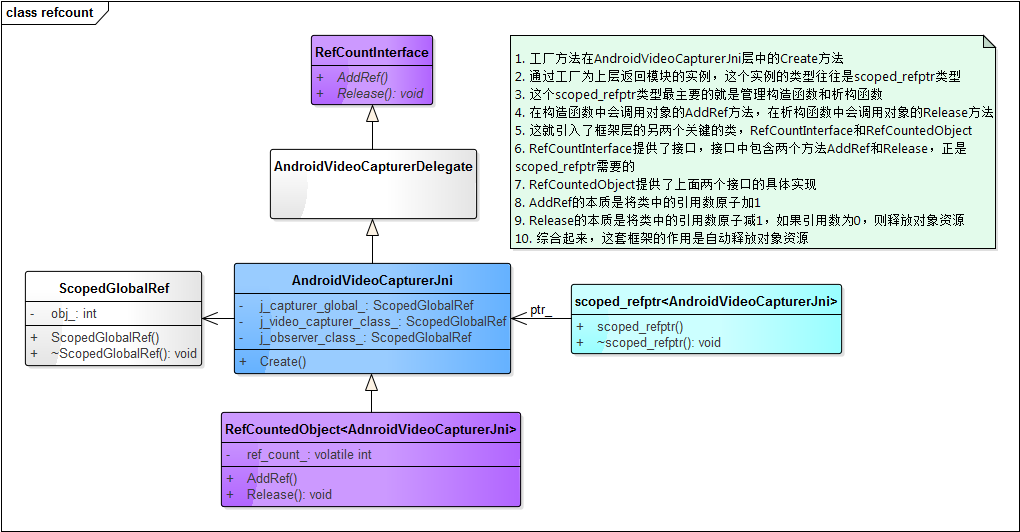 class refcount
RefCountInterface
+ AddRef()
+ Release(): void
1. 工厂方法在AndroidVideoCapturerJni层中的Create方法
2. 通过工厂为上层返回模块的实例，这个实例的类型往往是scoped_refptr类型
3. 这个scoped_refptr类型最主要的就是管理构造函数和析构函数
4. 在构造函数中会调用对象的AddRef方法，在析构函数中会调用对象的Release方法
5. 这就引入了框架层的另两个关键的类，RefCountInterface和RefCountedObject
6. RefCountInterface提供了接口，接口中包含两个方法AddRef和Release，正是
scoped_refptr需要的
7. RefCountedObject提供了上面两个接口的具体实现
8. AddRef的本质是将类中的引用数原子加1
9. Release的本质是将类中的引用数原子减1，如果引用数为0，则释放对象资源
10. 综合起来，这套框架的作用是自动释放对象资源
AndroidVideoCapturerDelegate
ScopedGlobalRef
- obj_: int
+ ScopedGlobalRef()
+ ~ScopedGlobalRef(): void
AndroidVideoCapturerJni
- j_capturer_global_: ScopedGlobalRef
- j_video_capturer_class_: ScopedGlobalRef
- j_observer_class_: ScopedGlobalRef
+ Create()
ptr_
scoped_refptr<AndroidVideoCapturerJni>
+ scoped_refptr()
+ ~scoped_refptr(): void
RefCountedObject<AdnroidVideoCapturerJni>
- ref_count_: volatile int
+ AddRef()
+ Release(): void